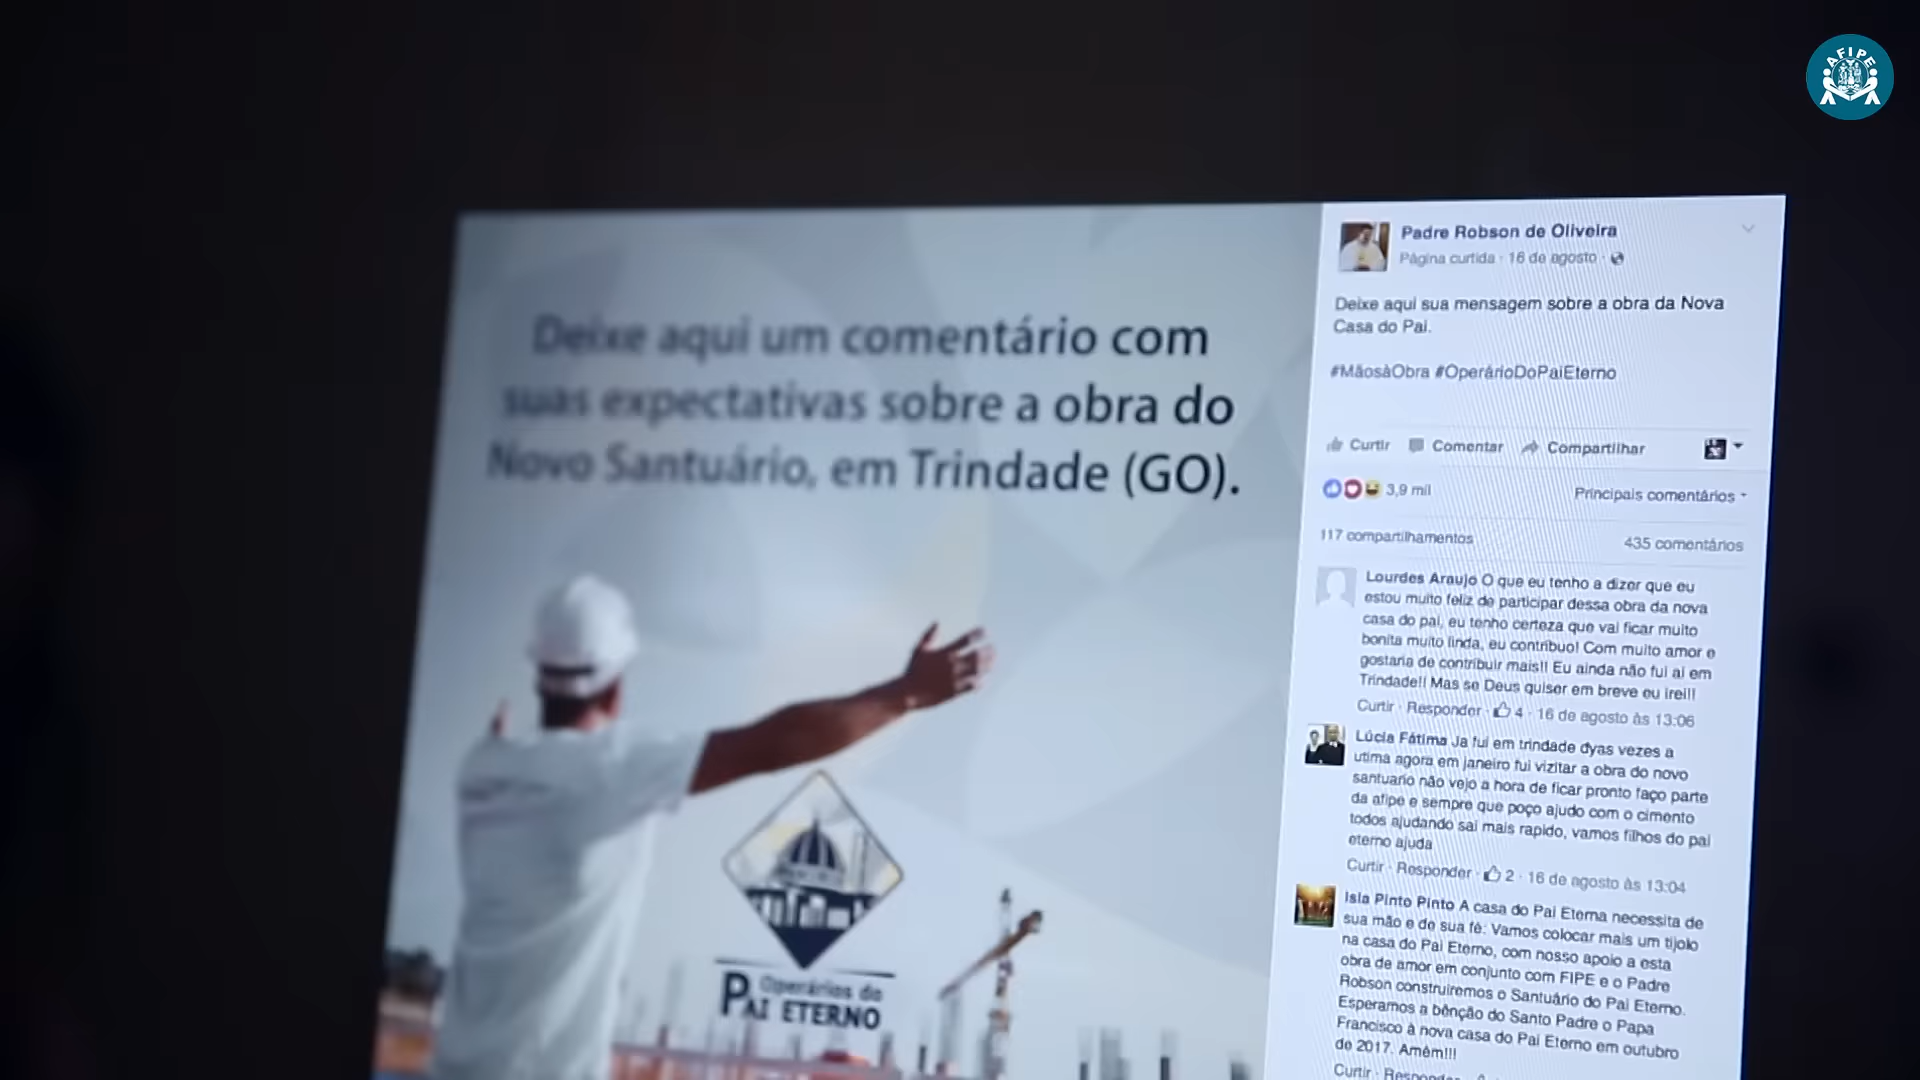 AFIPE
Deixe aqui um comentário com
suas expectativas sobre a obra do
Novo Santuário, em Trindade (GO).
Operários do
PAI ETERNO
Padre Robson de Oliveira
Página curtida · 16 de agosto ·
Deixe aqui sua mensagem sobre a obra da Nova
Casa do Pai.
#MãosàObra #OperárioDoPaiEterno
Curtir Comentar Compartilhar
3,9 mil Principais comentários
117 compartilhamentos 435 comentários
Lourdes Araujo O que eu tenho a dizer que eu
estou muito feliz de participar dessa obra da nova
casa do pai, eu tenho certeza que vai ficar muito
bonita muito linda, eu contribuo! Com muito amor e
gostaria de contribuir mais!! Eu ainda não fui ai em
Trindade!! Mas se Deus quiser em breve eu irei!!
Curtir · Responder · 4 · 16 de agosto às 13:06
Lúcia Fátima Ja fui em trindade dyas vezes a
utima agora em janeiro fui vizitar a obra do novo
santuario não vejo a hora de ficar pronto faço parte
da afipe e sempre que poço ajudo com o cimento
todos ajudando sai mais rapido, vamos filhos do pai
eterno ajuda
Curtir · Responder · 2 · 16 de agosto às 13:04
Isla Pinto Pinto A casa do Pai Eterna necessita de
sua mão e de sua fé: Vamos colocar mais um tijolo
na casa do Pai Eterno, com nosso apoio a esta
obra de amor em conjunto com FIPE e o Padre
Robson construiremos o Santuário do Pai Eterno.
Esperamos a bênção do Santo Padre o Papa
Francisco à nova casa do Pai Eterno em outubro
de 2017. Amém!!!
Curtir · Responder